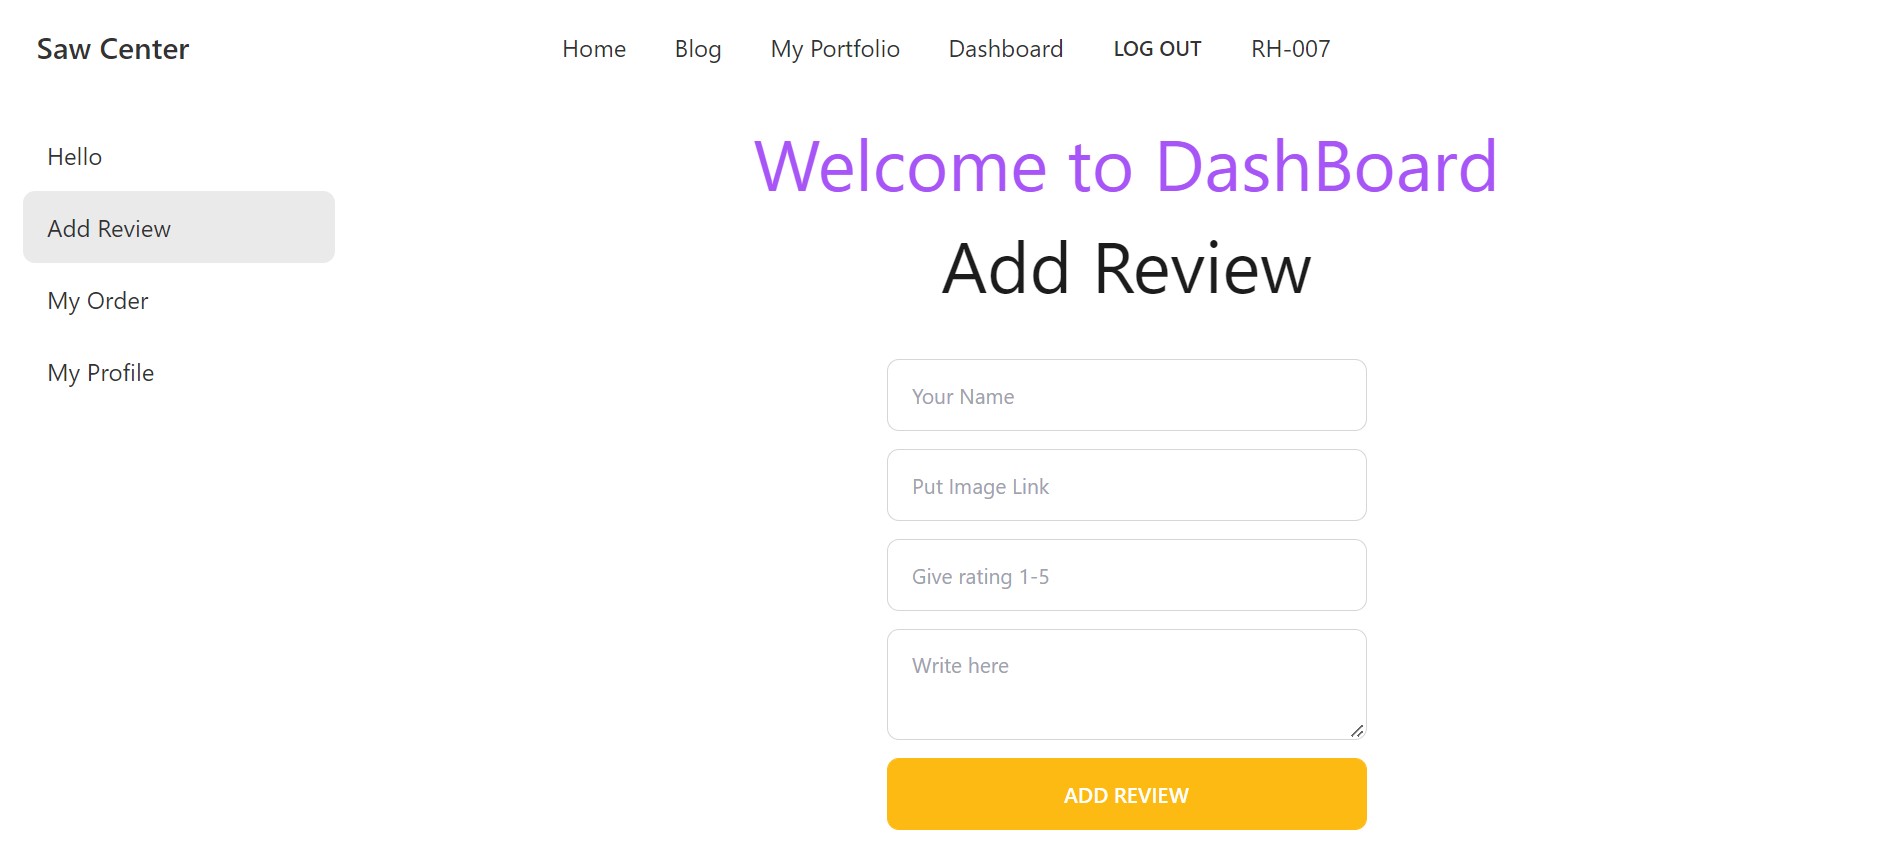 Saw Center
Home Blog My Portfolio Dashboard LOG OUT RH-007
Hello
Add Review
My Order
My Profile
Welcome to DashBoard
Add Review
Your Name
Put Image Link
Give rating 1-5
Write here
ADD REVIEW